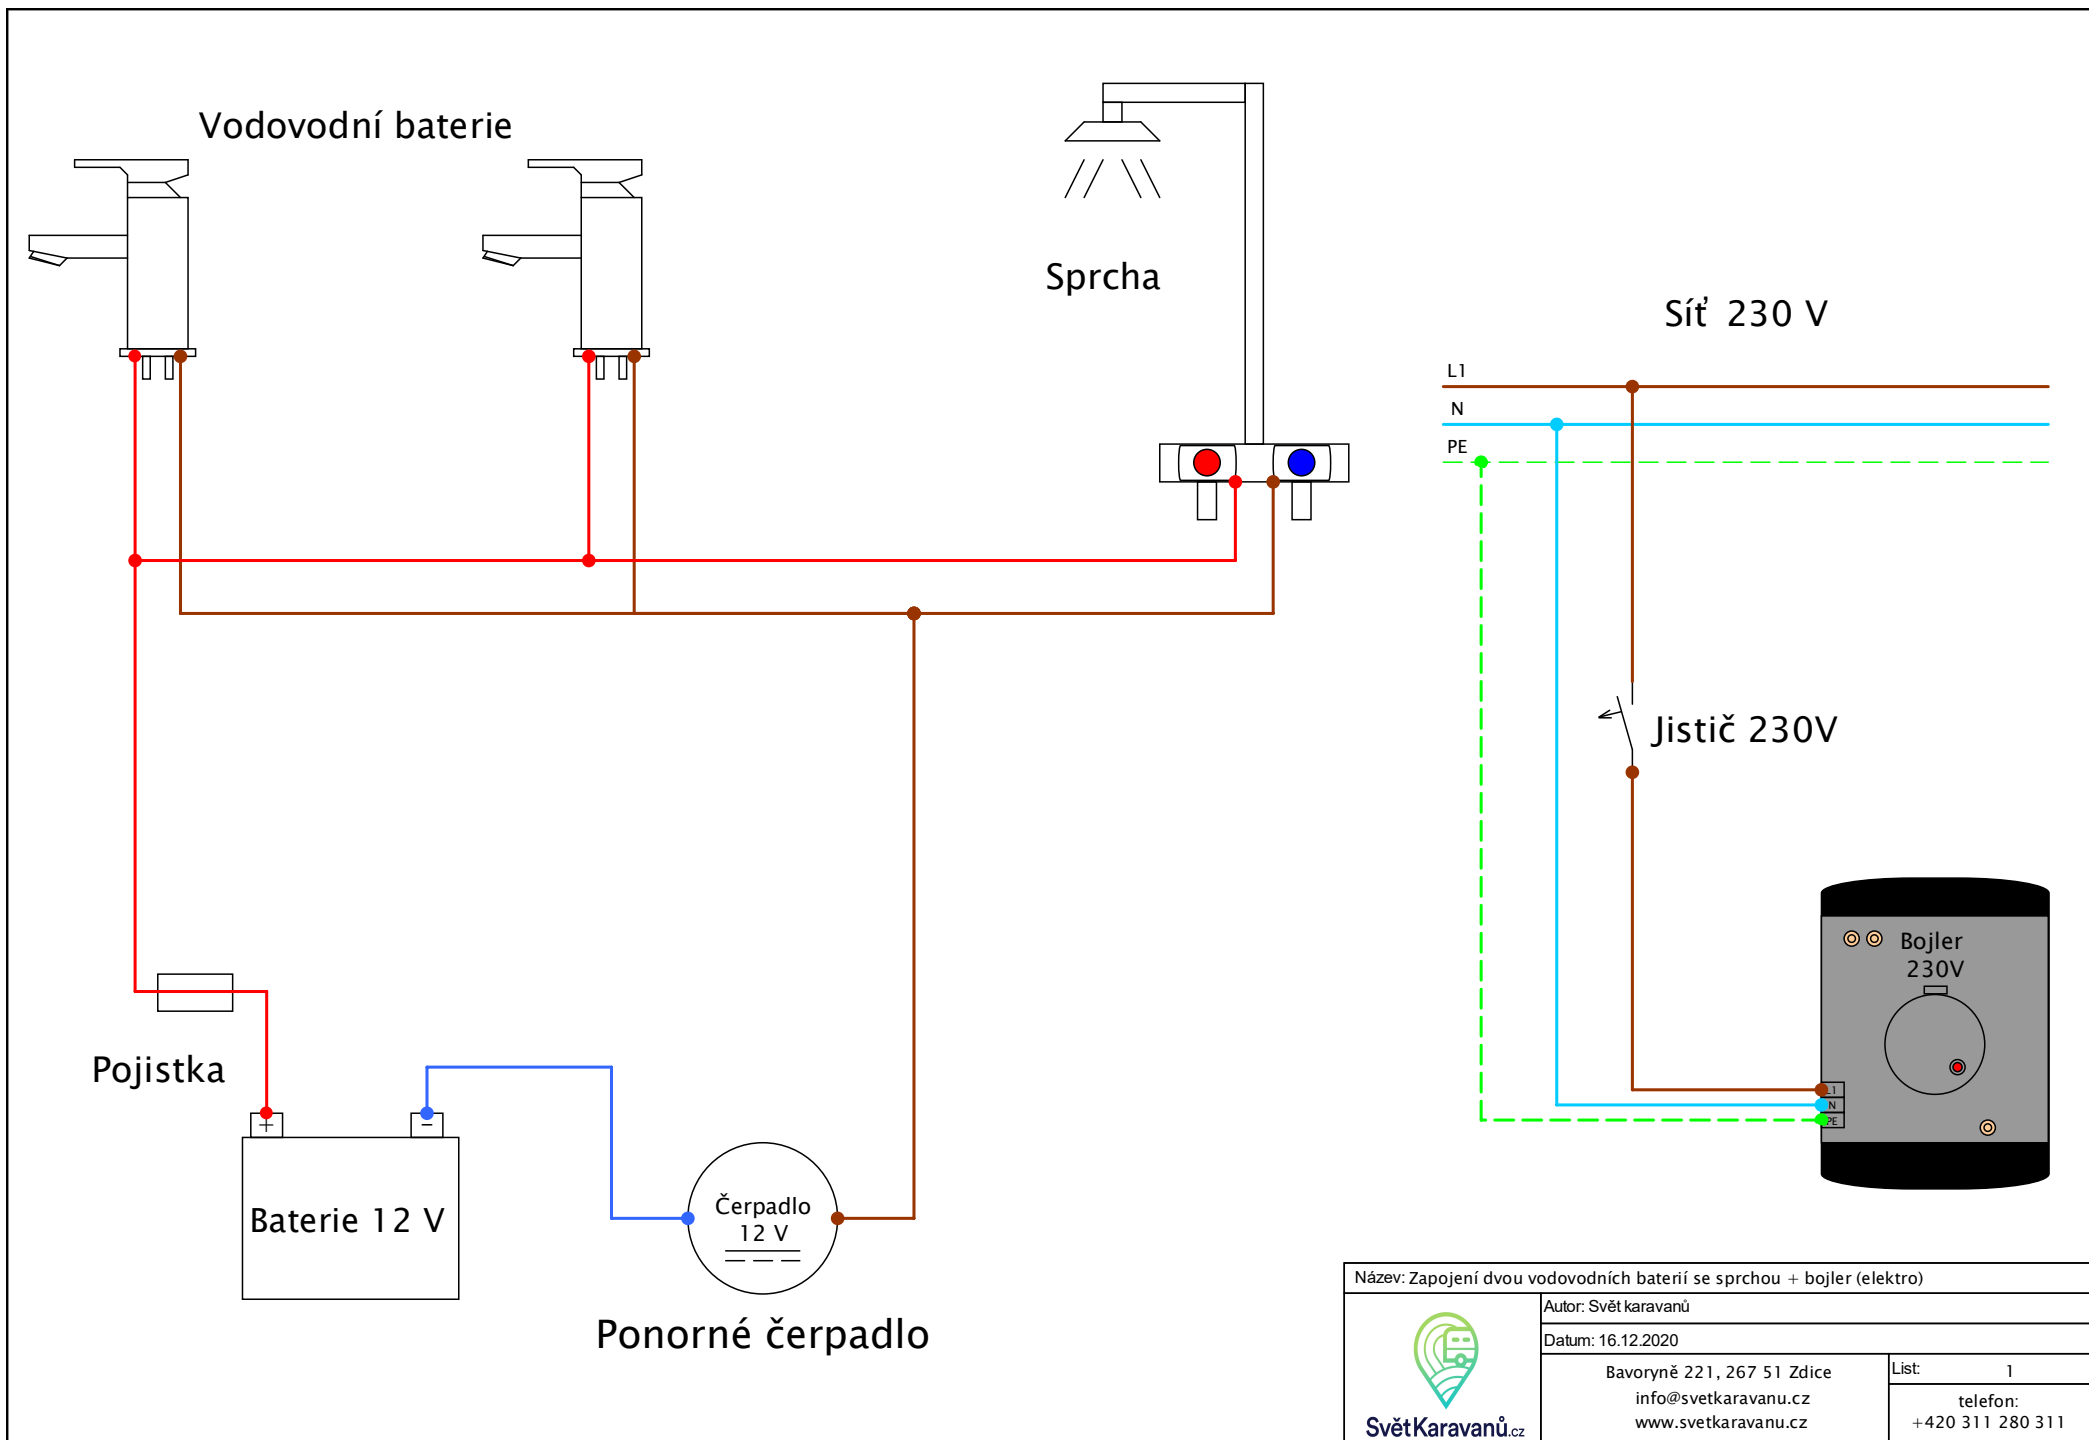 Vodovodní baterie
Sprcha
Síť 230 V
L1
N
PE
Jistič 230V
Bojler
230V
L1
N
PE
Pojistka
+
−
Baterie 12 V
Čerpadlo
12 V
Ponorné čerpadlo
Název: Zapojení dvou vodovodních baterií se sprchou + bojler (elektro)
Autor: Svět karavanů
Datum: 16.12.2020
Bavoryně 221, 267 51 Zdice
info@svetkaravanu.cz
www.svetkaravanu.cz
List: 1
telefon:
+420 311 280 311
SvětKaravanů.cz